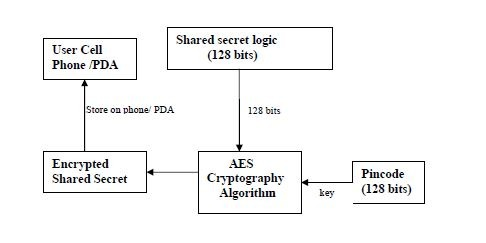 User Cell
Phone /PDA
Shared secret logic
(128 bits)
Store on phone/ PDA
128 bits
Encrypted
Shared Secret
AES
Cryptography
Algorithm
key
Pincode
(128 bits)